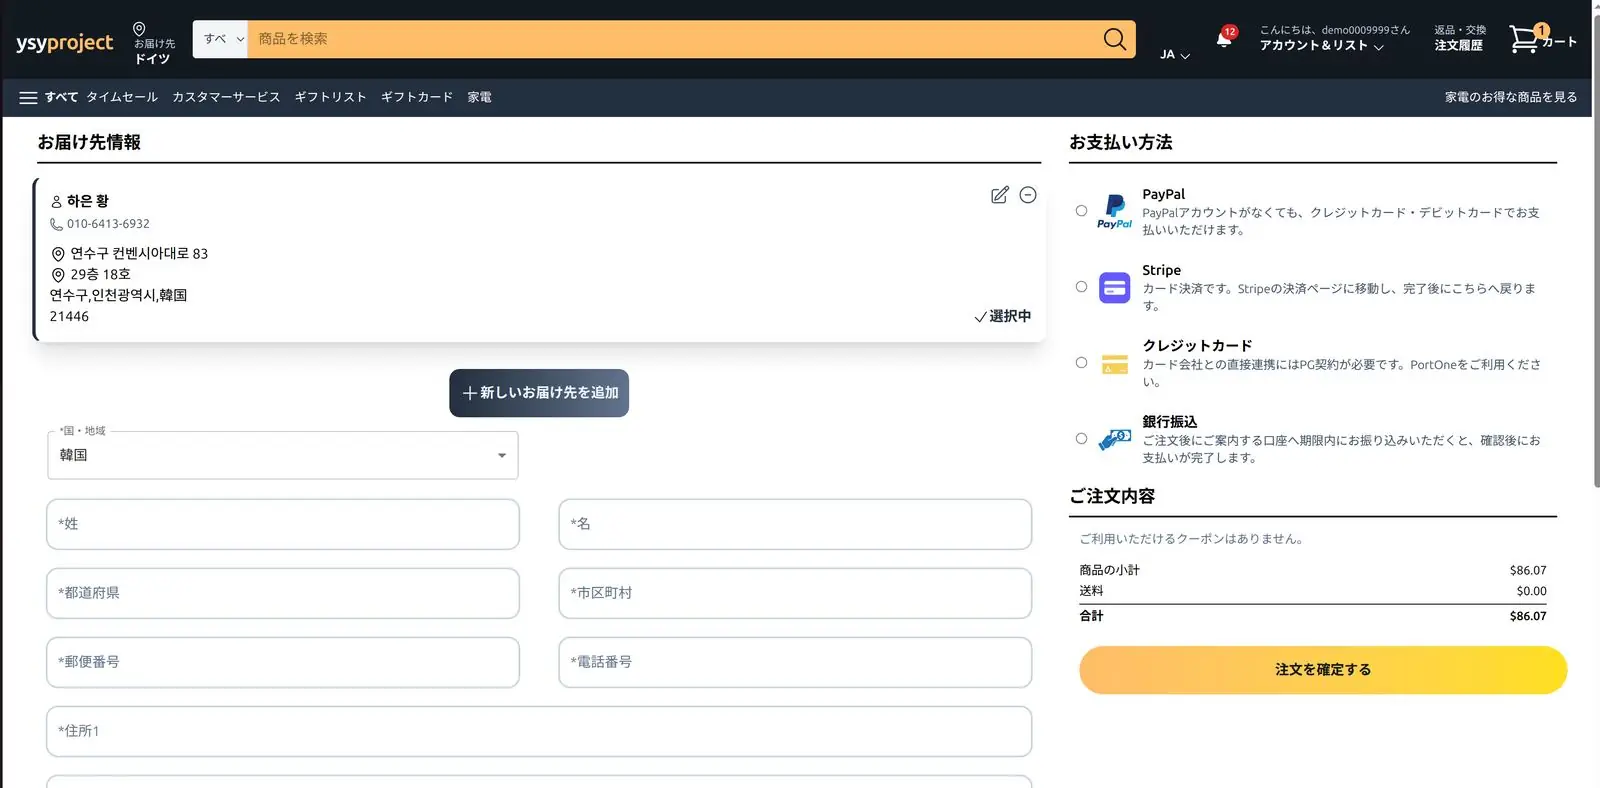 ysyproject
お届け先
ドイツ
すべ
商品を検索
JA
12
こんにちは、demo0009999さん
アカウント&リスト
返品・交換
注文履歴
1
カート
すべて タイムセール カスタマーサービス ギフトリスト ギフトカード 家電
家電のお得な商品を見る
お届け先情報
하은 황
010-6413-6932
연수구 컨벤시아대로 83
29층 18호
연수구,인천광역시,韓国
21446
選択中
新しいお届け先を追加
*国・地域
韓国
*姓
*名
*都道府県
*市区町村
*郵便番号
*電話番号
*住所1
お支払い方法
PayPal
PayPal
PayPalアカウントがなくても、クレジットカード・デビットカードでお支
払いいただけます。
Stripe
カード決済です。Stripeの決済ページに移動し、完了後にこちらへ戻りま
す。
クレジットカード
カード会社との直接連携にはPG契約が必要です。PortOneをご利用くださ
い。
銀行振込
ご注文後にご案内する口座へ期限内にお振り込みいただくと、確認後にお
支払いが完了します。
ご注文内容
ご利用いただけるクーポンはありません。
商品の小計 $86.07
送料 $0.00
合計 $86.07
注文を確定する